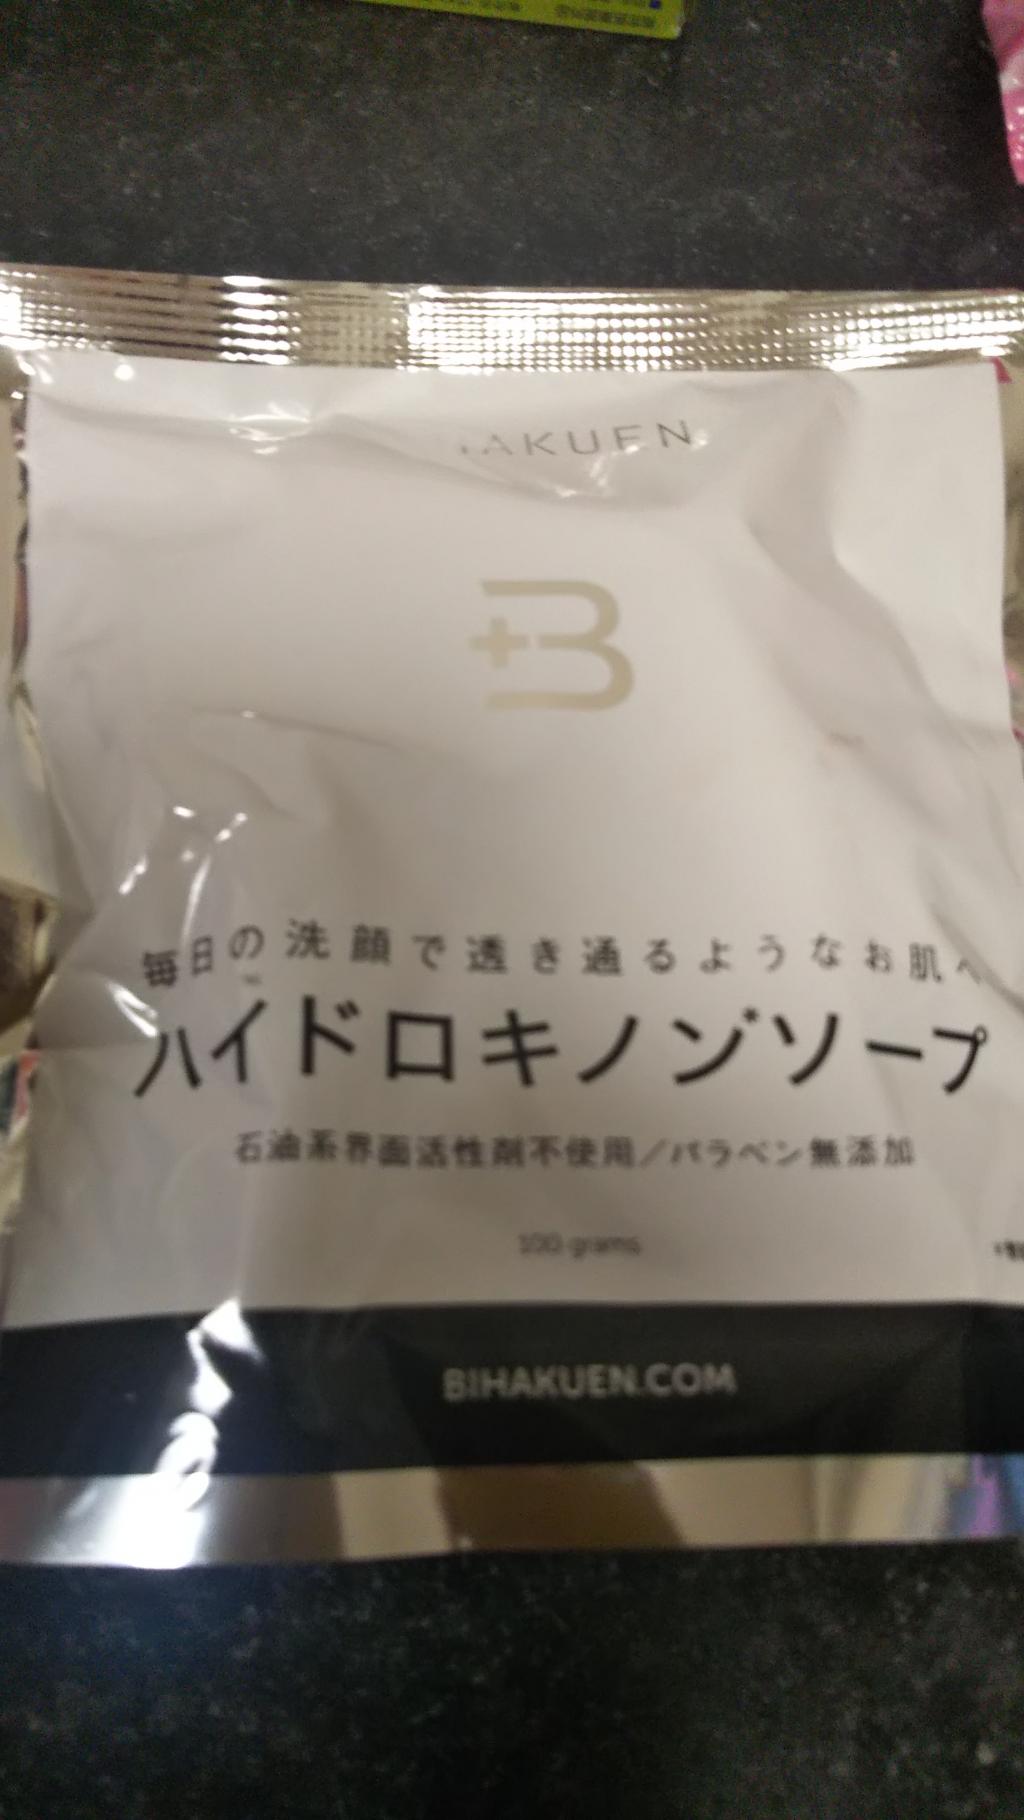 毎日の洗顔で透き通るようなお肌へ
ハイドロキノン*ソープ
石油系界面活性剤不使用/パラベン無添加
100 grams
BIHAKUEN.COM